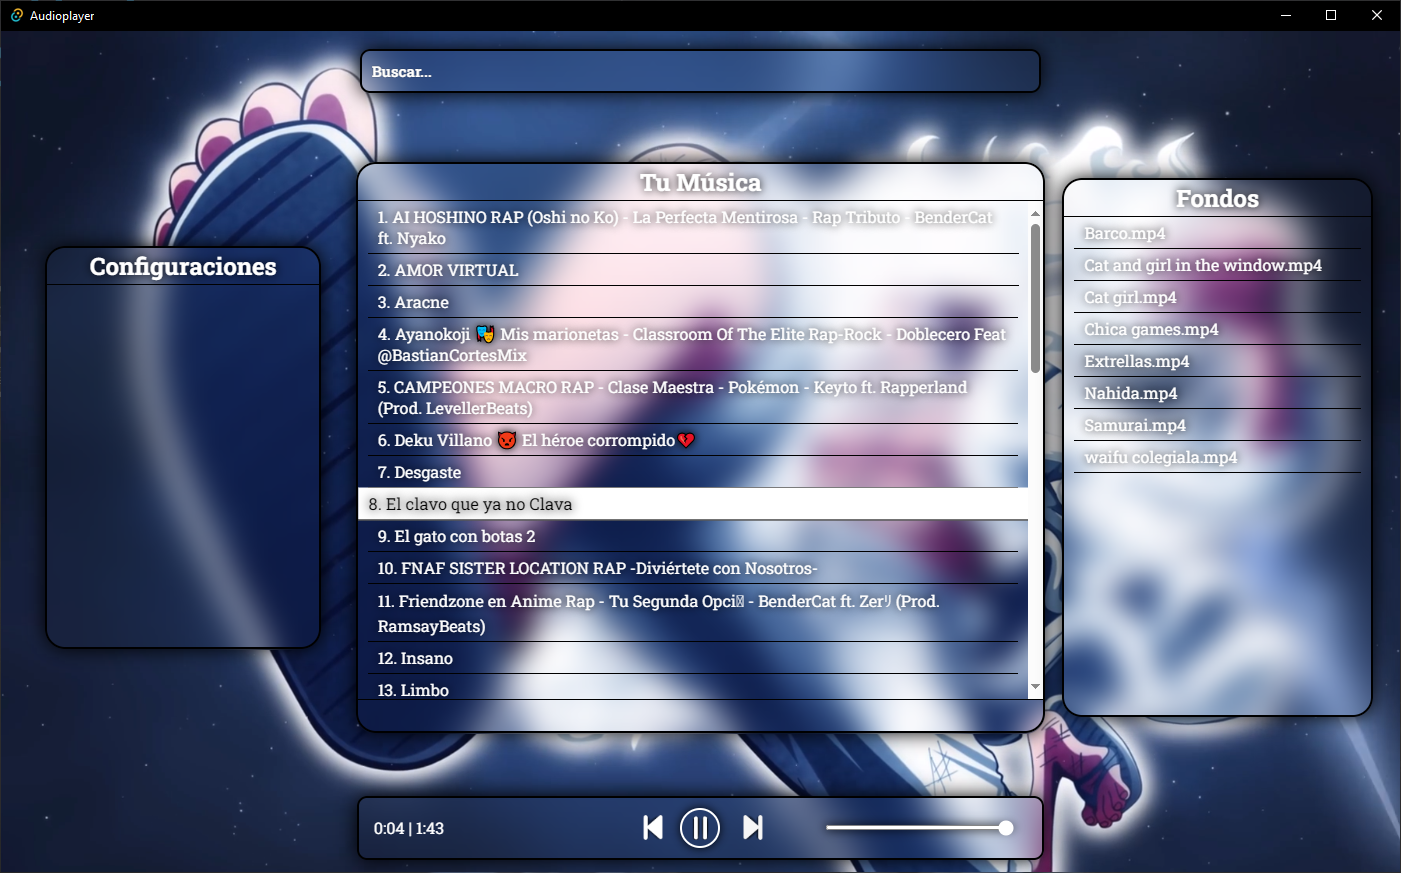 Audioplayer
Buscar...
Configuraciones
Tu Música
1. AI HOSHINO RAP (Oshi no Ko) - La Perfecta Mentirosa - Rap Tributo - BenderCat
ft. Nyako
2. AMOR VIRTUAL
3. Aracne
4. Ayanokoji 🎭 Mis marionetas - Classroom Of The Elite Rap-Rock - Doblecero Feat
@BastianCortesMix
5. CAMPEONES MACRO RAP - Clase Maestra - Pokémon - Keyto ft. Rapperland
(Prod. LevellerBeats)
6. Deku Villano 👿 El héroe corrompido💔
7. Desgaste
8. El clavo que ya no Clava
9. El gato con botas 2
10. FNAF SISTER LOCATION RAP -Diviértete con Nosotros-
11. Friendzone en Anime Rap - Tu Segunda Opci - BenderCat ft. Zerリ (Prod.
RamsayBeats)
12. Insano
13. Limbo
Fondos
Barco.mp4
Cat and girl in the window.mp4
Cat girl.mp4
Chica games.mp4
Extrellas.mp4
Nahida.mp4
Samurai.mp4
waifu colegiala.mp4
0:04 | 1:43